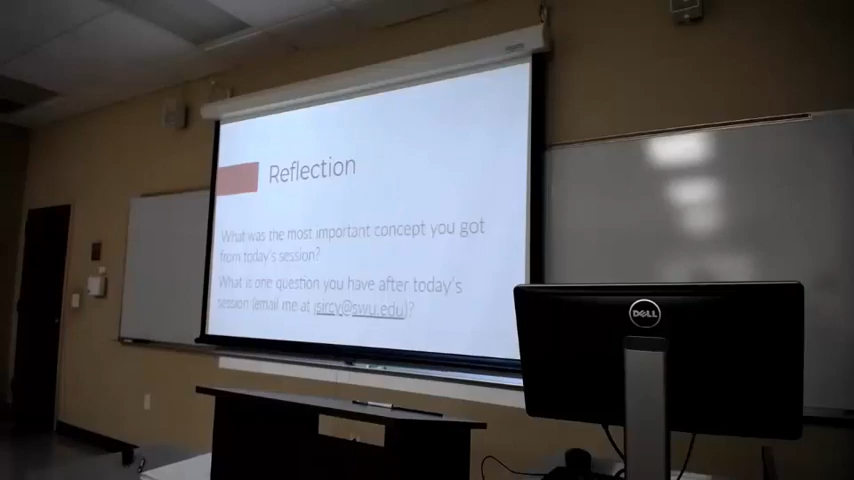 Reflection
What was the most important concept you got
from today's session?
What is one question you have after today's
session (email me at jsircy@swu.edu)?
DELL